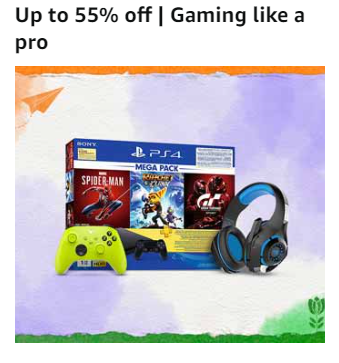 Up to 55% off | Gaming like a
pro
SONY
PS4
MEGA PACK
SPIDER-MAN
RATCHET
CLANK
GT